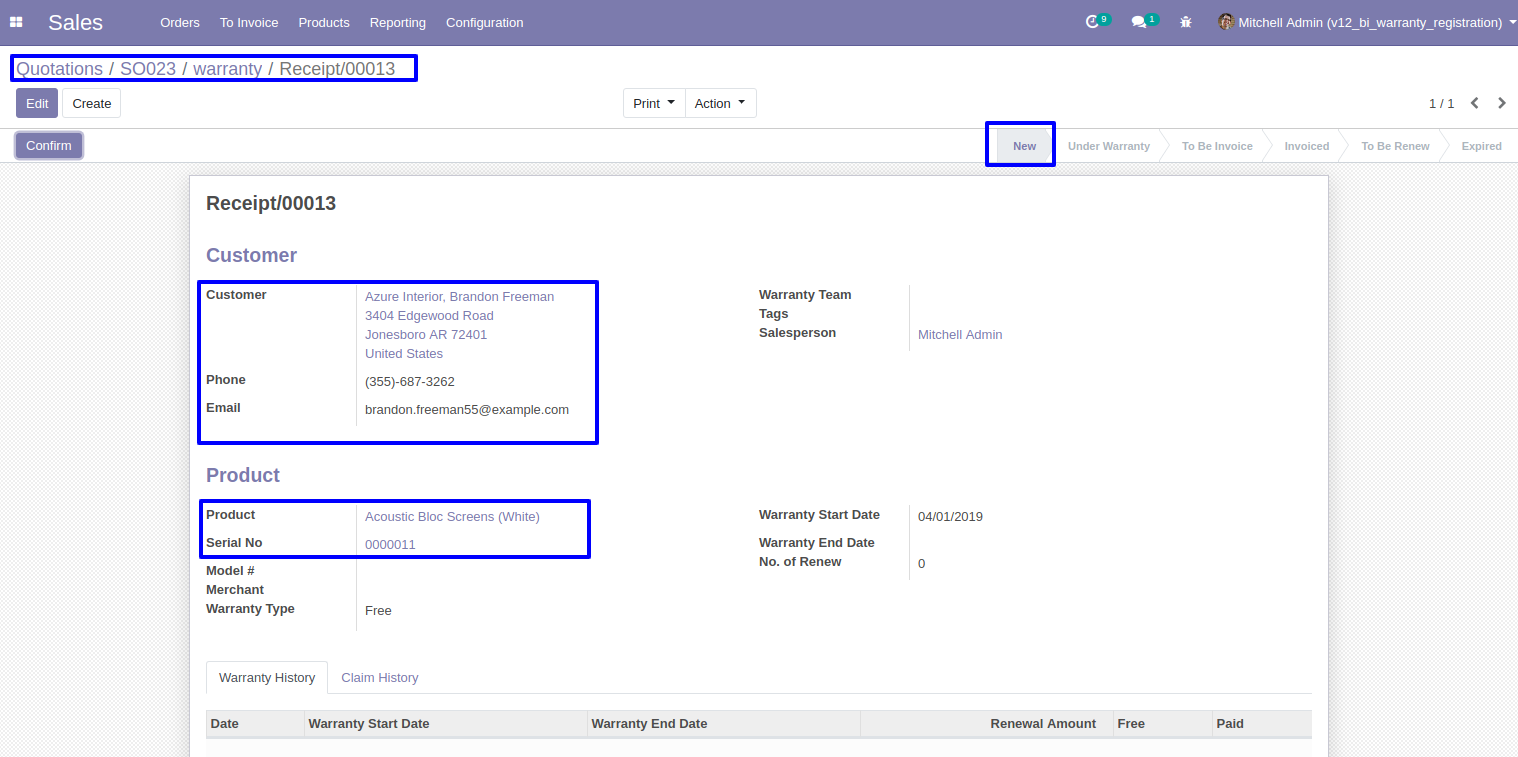 Sales Orders To Invoice Products Reporting Configuration 9 1 Mitchell Admin (v12_bi_warranty_registration)
Quotations / SO023 / warranty / Receipt/00013
Edit Create Print Action 1 / 1
Confirm New Under Warranty To Be Invoice Invoiced To Be Renew Expired
Receipt/00013
Customer
Customer Azure Interior, Brandon Freeman
3404 Edgewood Road
Jonesboro AR 72401
United States
Phone (355)-687-3262
Email brandon.freeman55@example.com
Warranty Team
Tags
Salesperson Mitchell Admin
Product
Product Acoustic Bloc Screens (White)
Serial No 0000011
Model #
Merchant
Warranty Type Free
Warranty Start Date 04/01/2019
Warranty End Date
No. of Renew 0
Warranty History Claim History
Date Warranty Start Date Warranty End Date Renewal Amount Free Paid